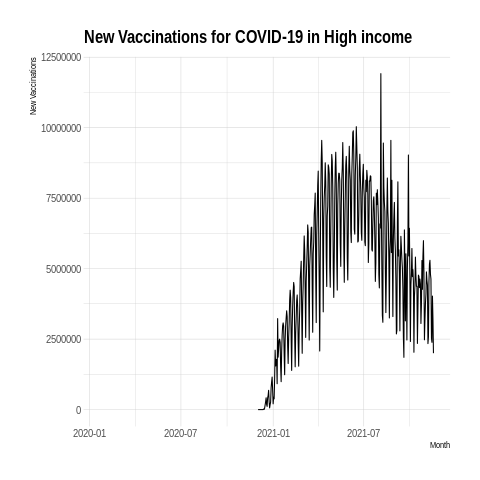 New Vaccinations for COVID-19 in High income
New Vaccinations
12500000
10000000
7500000
5000000
2500000
0
2020-01 2020-07 2021-01 2021-07
Month